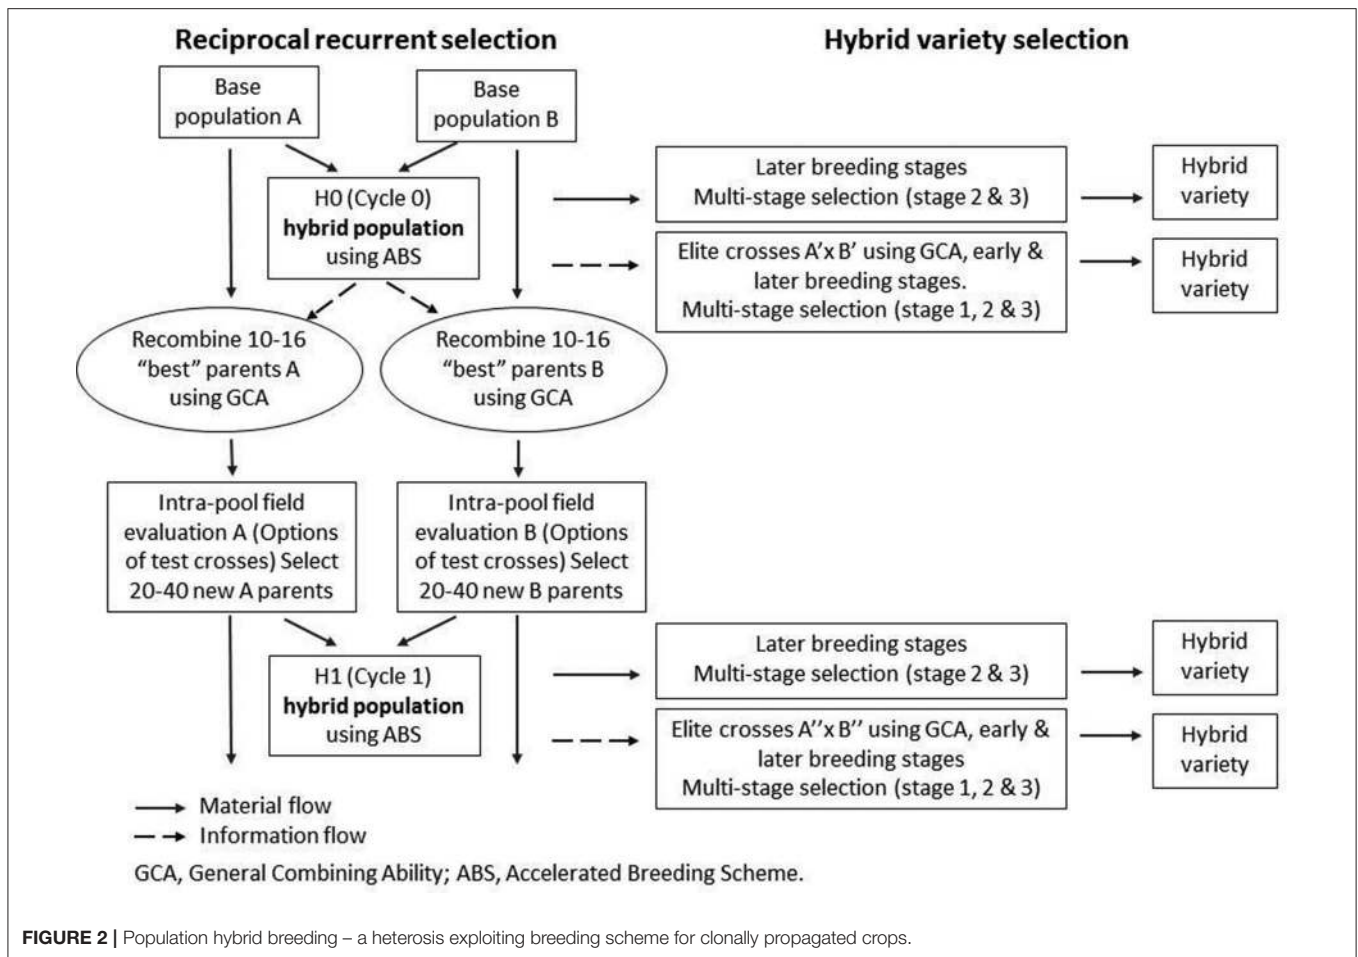 Reciprocal recurrent selection
Hybrid variety selection
Base
population A
Base
population B
H0 (Cycle 0)
hybrid population
using ABS
Later breeding stages
Multi-stage selection (stage 2 & 3)
Hybrid
variety
Elite crosses A'x B' using GCA, early &
later breeding stages.
Multi-stage selection (stage 1, 2 & 3)
Hybrid
variety
Recombine 10-16
“best” parents A
using GCA
Recombine 10-16
“best” parents B
using GCA
Intra-pool field
evaluation A (Options
of test crosses) Select
20-40 new A parents
Intra-pool field
evaluation B (Options
of test crosses) Select
20-40 new B parents
H1 (Cycle 1)
hybrid population
using ABS
Later breeding stages
Multi-stage selection (stage 2 & 3)
Hybrid
variety
Elite crosses A''x B'' using GCA, early &
later breeding stages
Multi-stage selection (stage 1, 2 & 3)
Hybrid
variety
Material flow
Information flow
GCA, General Combining Ability; ABS, Accelerated Breeding Scheme.
FIGURE 2 | Population hybrid breeding – a heterosis exploiting breeding scheme for clonally propagated crops.